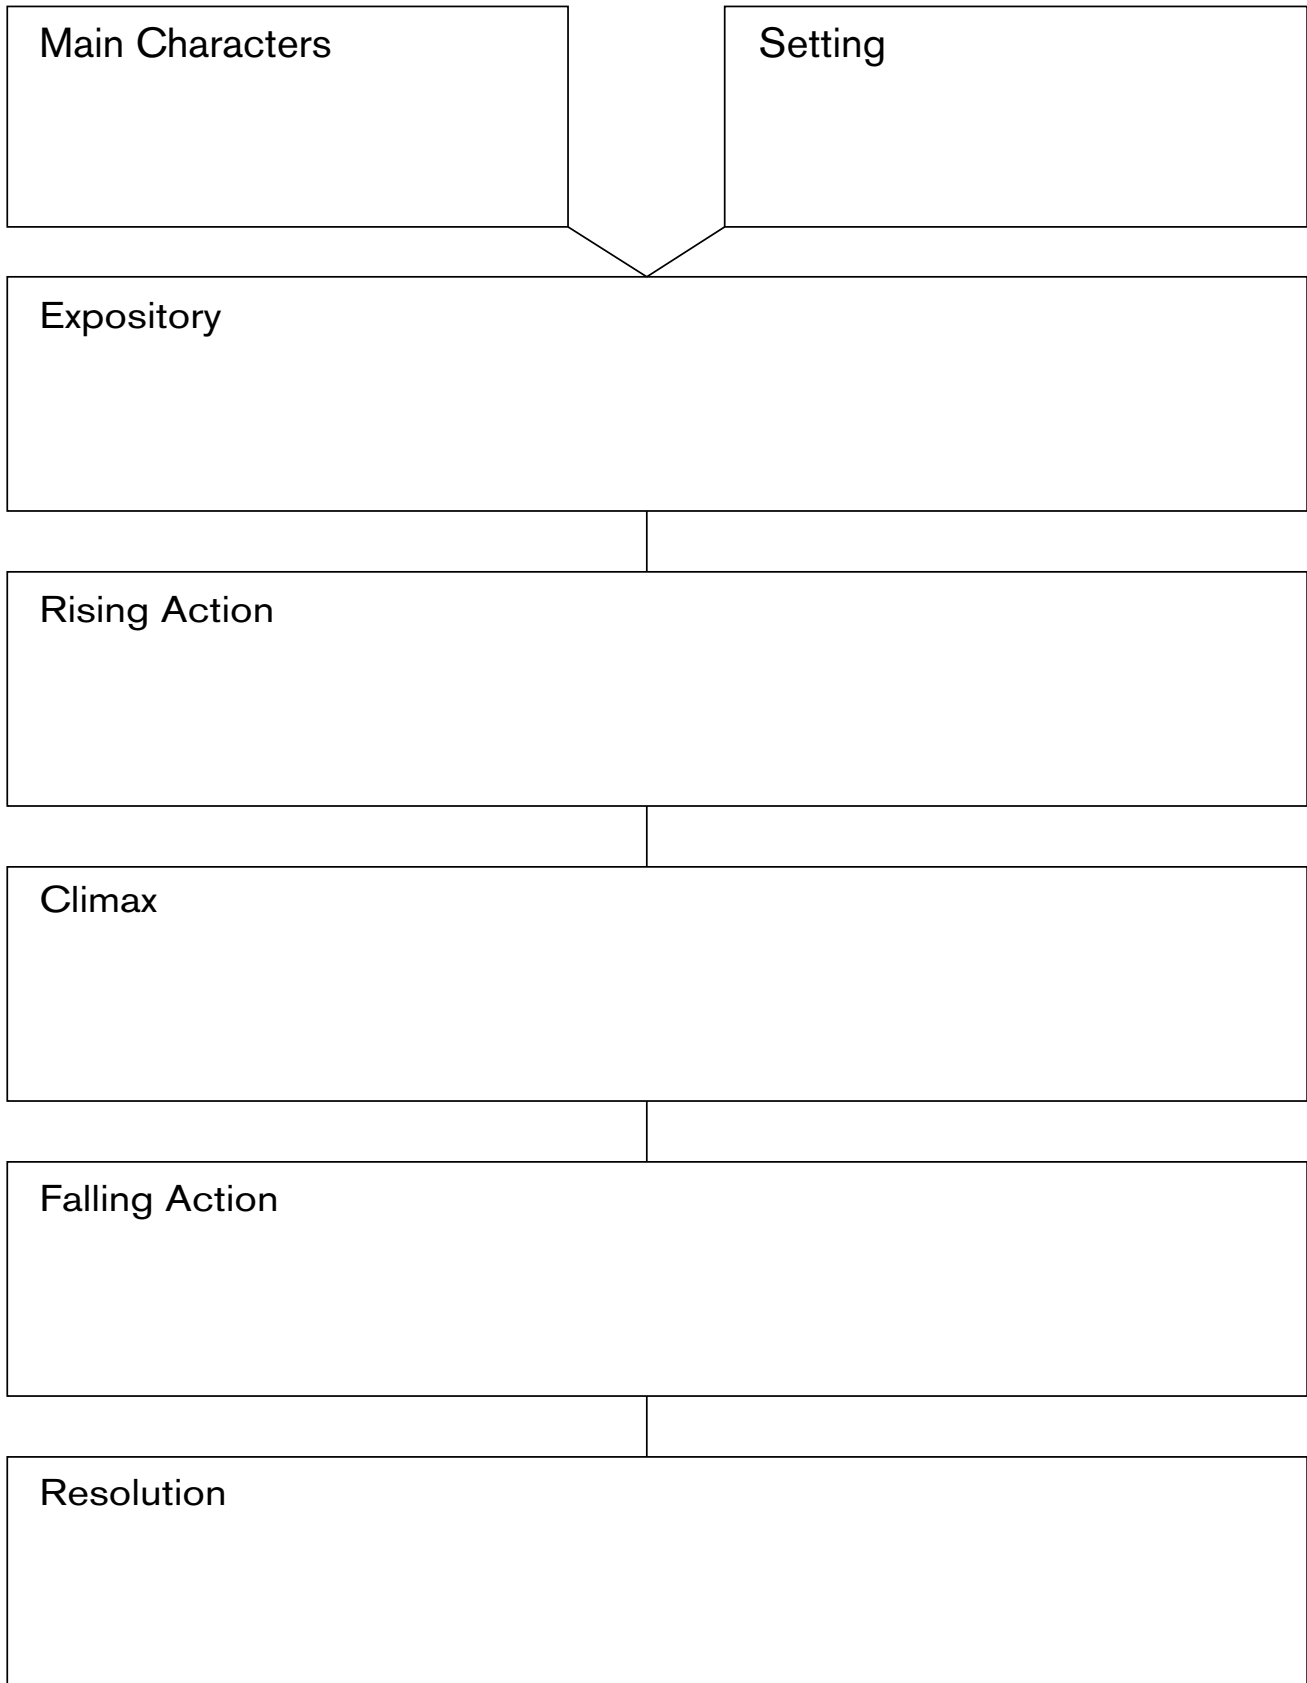 Main Characters
Setting
Expository
Rising Action
Climax
Falling Action
Resolution